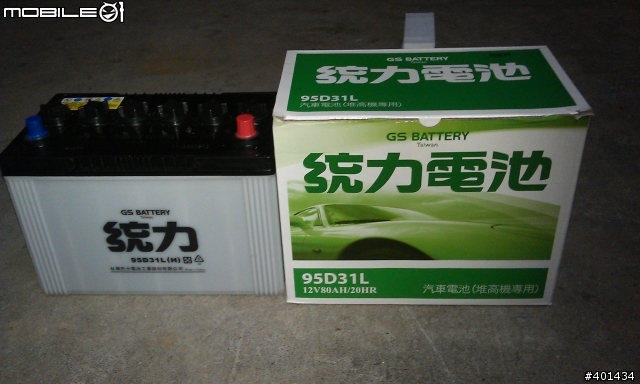 MOBILE01
GS BATTERY
Taiwan
統力電池
95D31L
汽車電池(堆高機專用)
GS BATTERY
Taiwan
統力電池
95D31L
12V80AH/20HR
汽車電池(堆高機專用)
GS BATTERY
Taiwan
統力
95D31L(H)
#401434